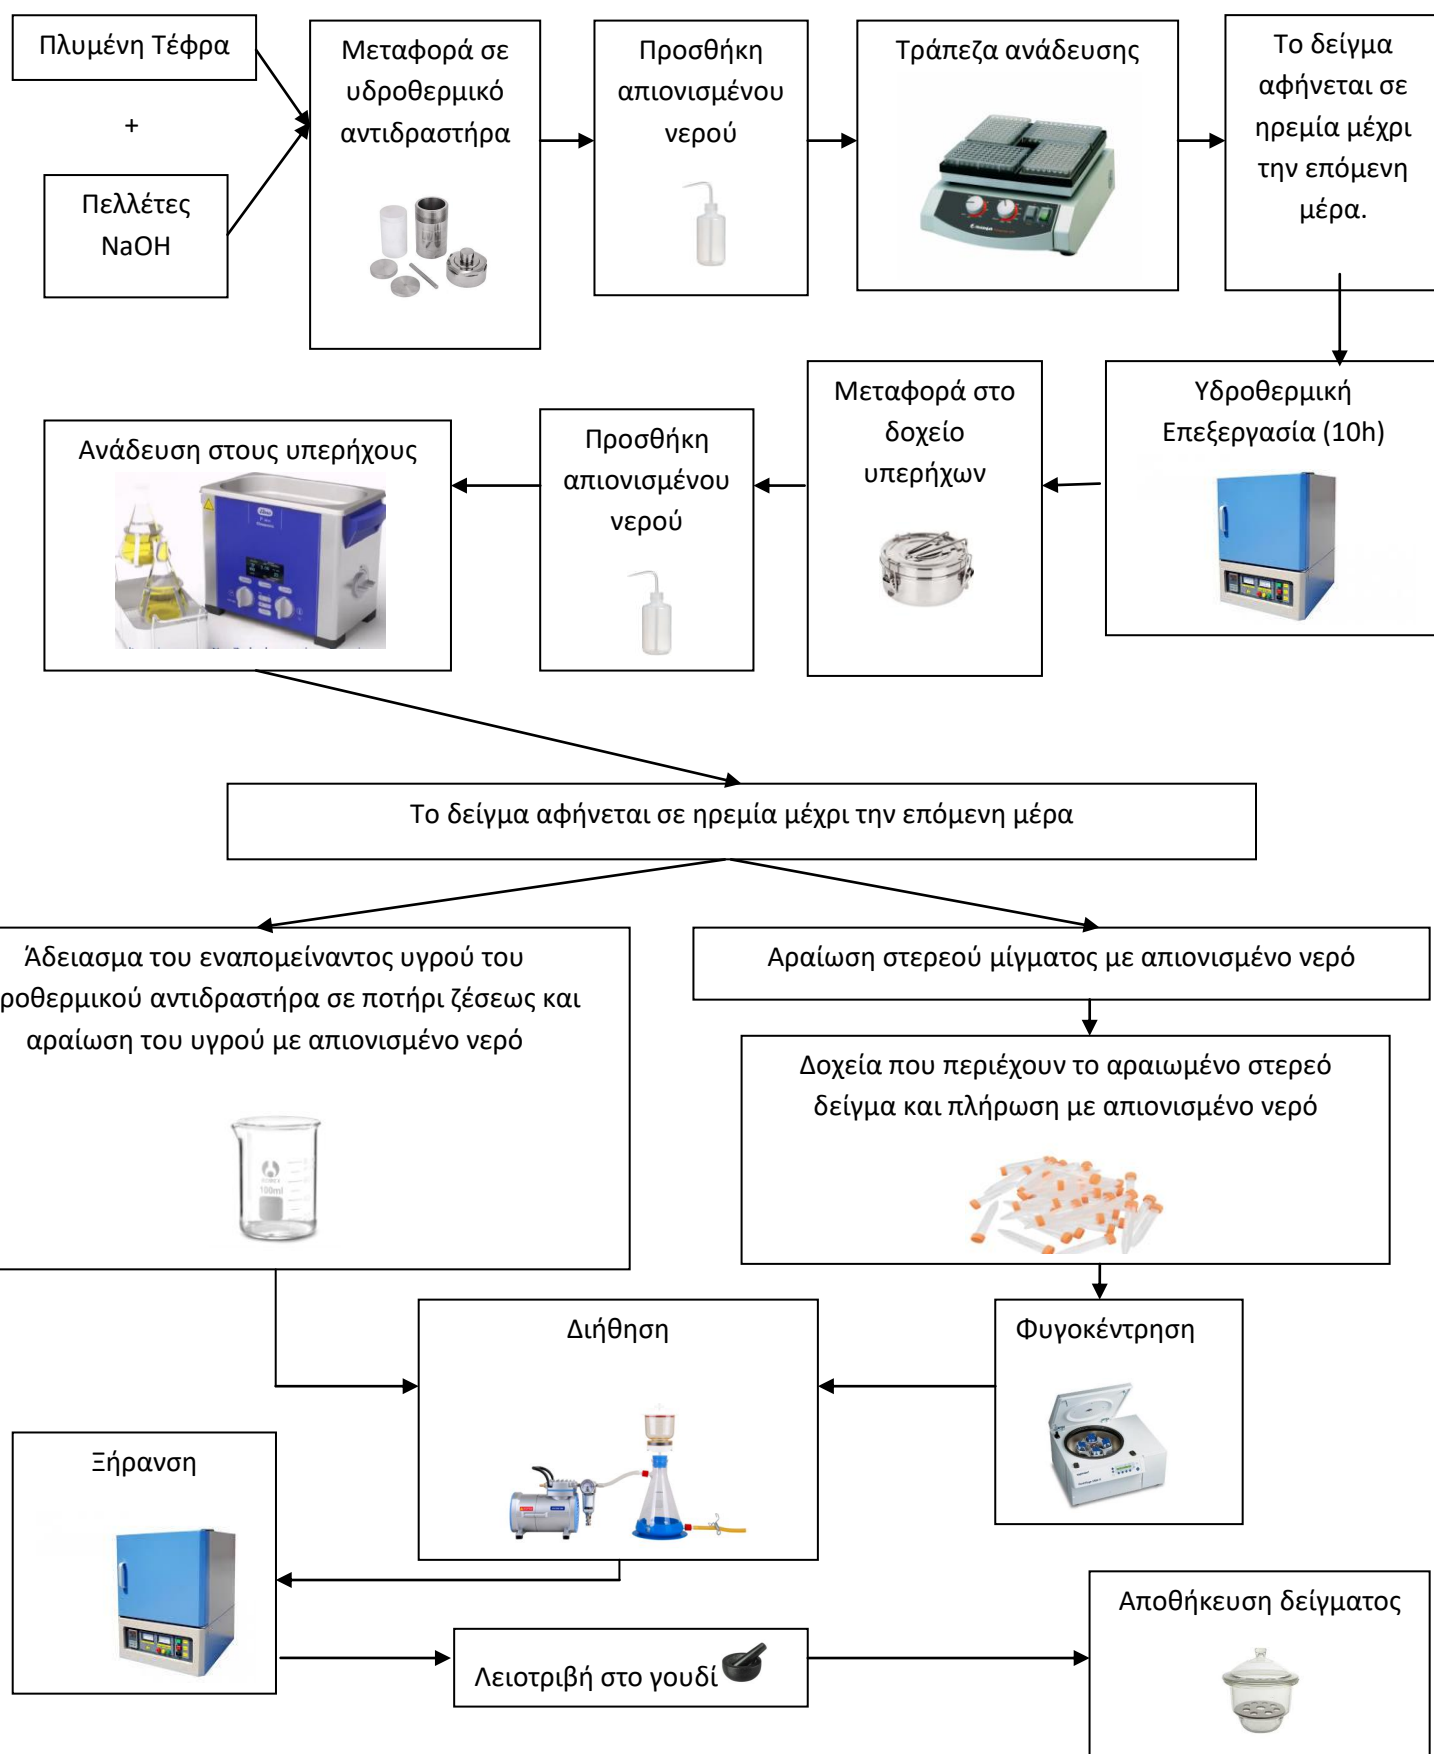 Πλυμένη Τέφρα
+
Πελλέτες
NaOH
Μεταφορά σε
υδροθερμικό
αντιδραστήρα
Προσθήκη
απιονισμένου
νερού
Τράπεζα ανάδευσης
Το δείγμα
αφήνεται σε
ηρεμία μέχρι
την επόμενη
μέρα.
Υδροθερμική
Επεξεργασία (10h)
Μεταφορά στο
δοχείο
υπερήχων
Προσθήκη
απιονισμένου
νερού
Ανάδευση στους υπερήχους
Το δείγμα αφήνεται σε ηρεμία μέχρι την επόμενη μέρα
Άδειασμα του εναπομείναντος υγρού του
ροθερμικού αντιδραστήρα σε ποτήρι ζέσεως και
αραίωση του υγρού με απιονισμένο νερό
100ml
Αραίωση στερεού μίγματος με απιονισμένο νερό
Δοχεία που περιέχουν το αραιωμένο στερεό
δείγμα και πλήρωση με απιονισμένο νερό
Φυγοκέντρηση
Διήθηση
Ξήρανση
Λειοτριβή στο γουδί
Αποθήκευση δείγματος